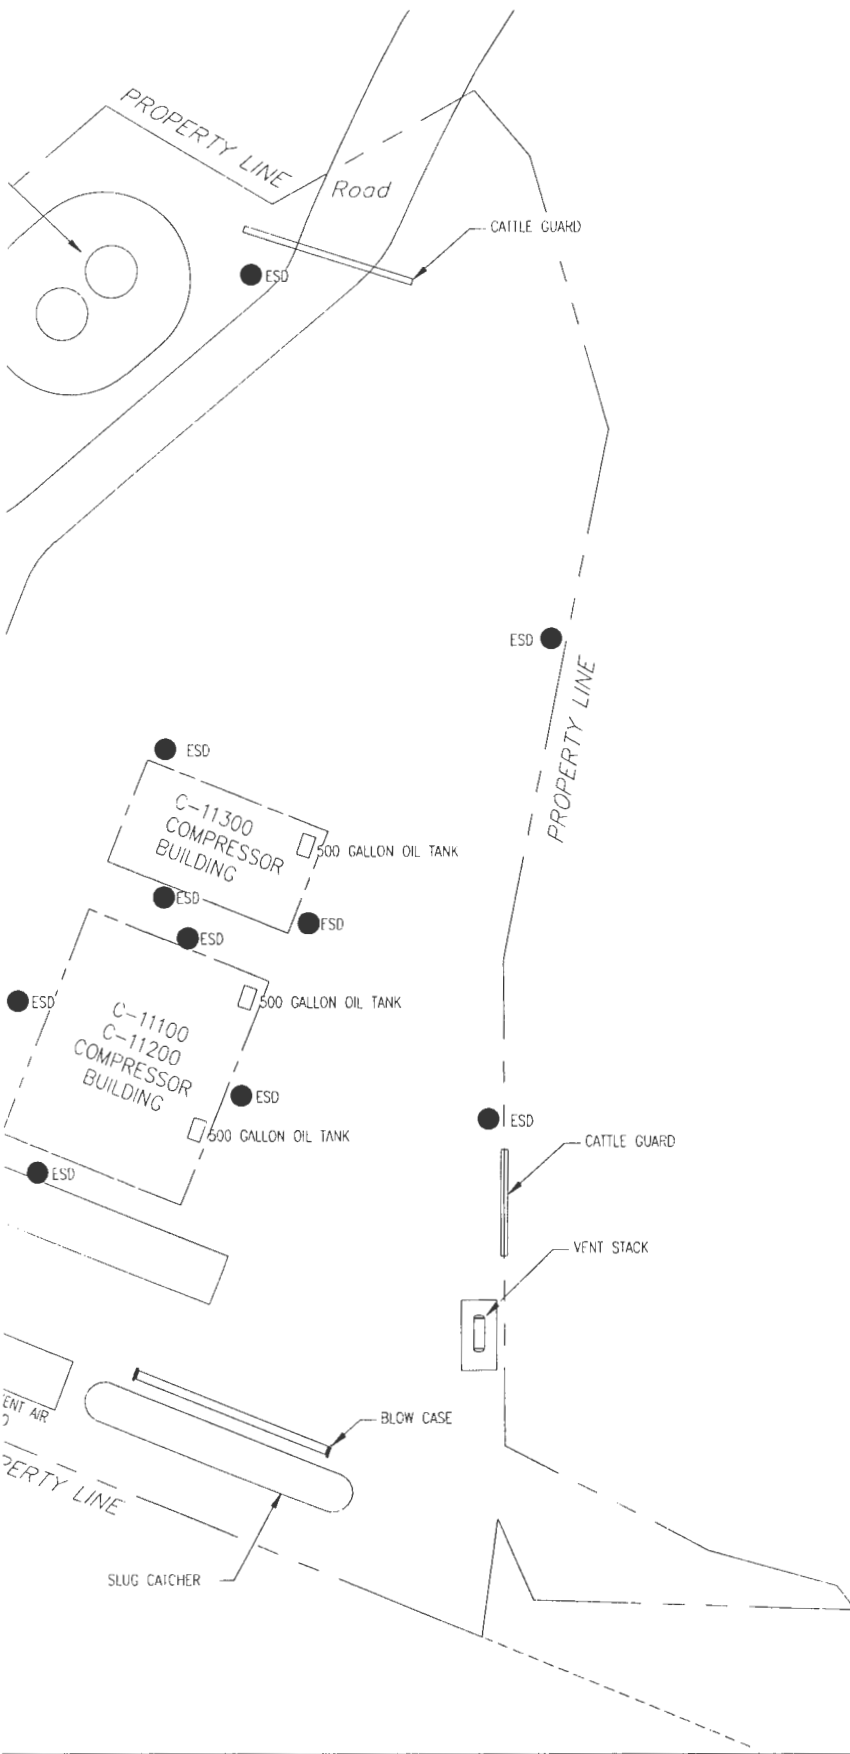 PROPERTY LINE
Road
CATTLE GUARD
ESD
ESD
PROPERTY LINE
ESD
C-11300
COMPRESSOR
BUILDING
500 GALLON OIL TANK
ESD
ESD
ESD
ESD
500 GALLON OIL TANK
C-11100
C-11200
COMPRESSOR
BUILDING
ESD
500 GALLON OIL TANK
ESD
CATTLE GUARD
ESD
VENT STACK
ENT AIR
BLOW CASE
PERTY LINE
SLUG CATCHER